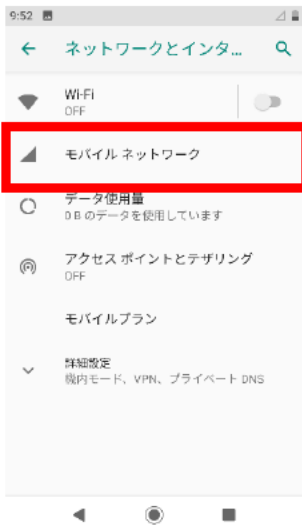 9:52
ネットワークとインタ...
Wi-Fi
OFF
モバイル ネットワーク
データ使用量
0 B のデータを使用しています
アクセス ポイントとテザリング
OFF
モバイルプラン
詳細設定
機内モード、VPN、プライベート DNS